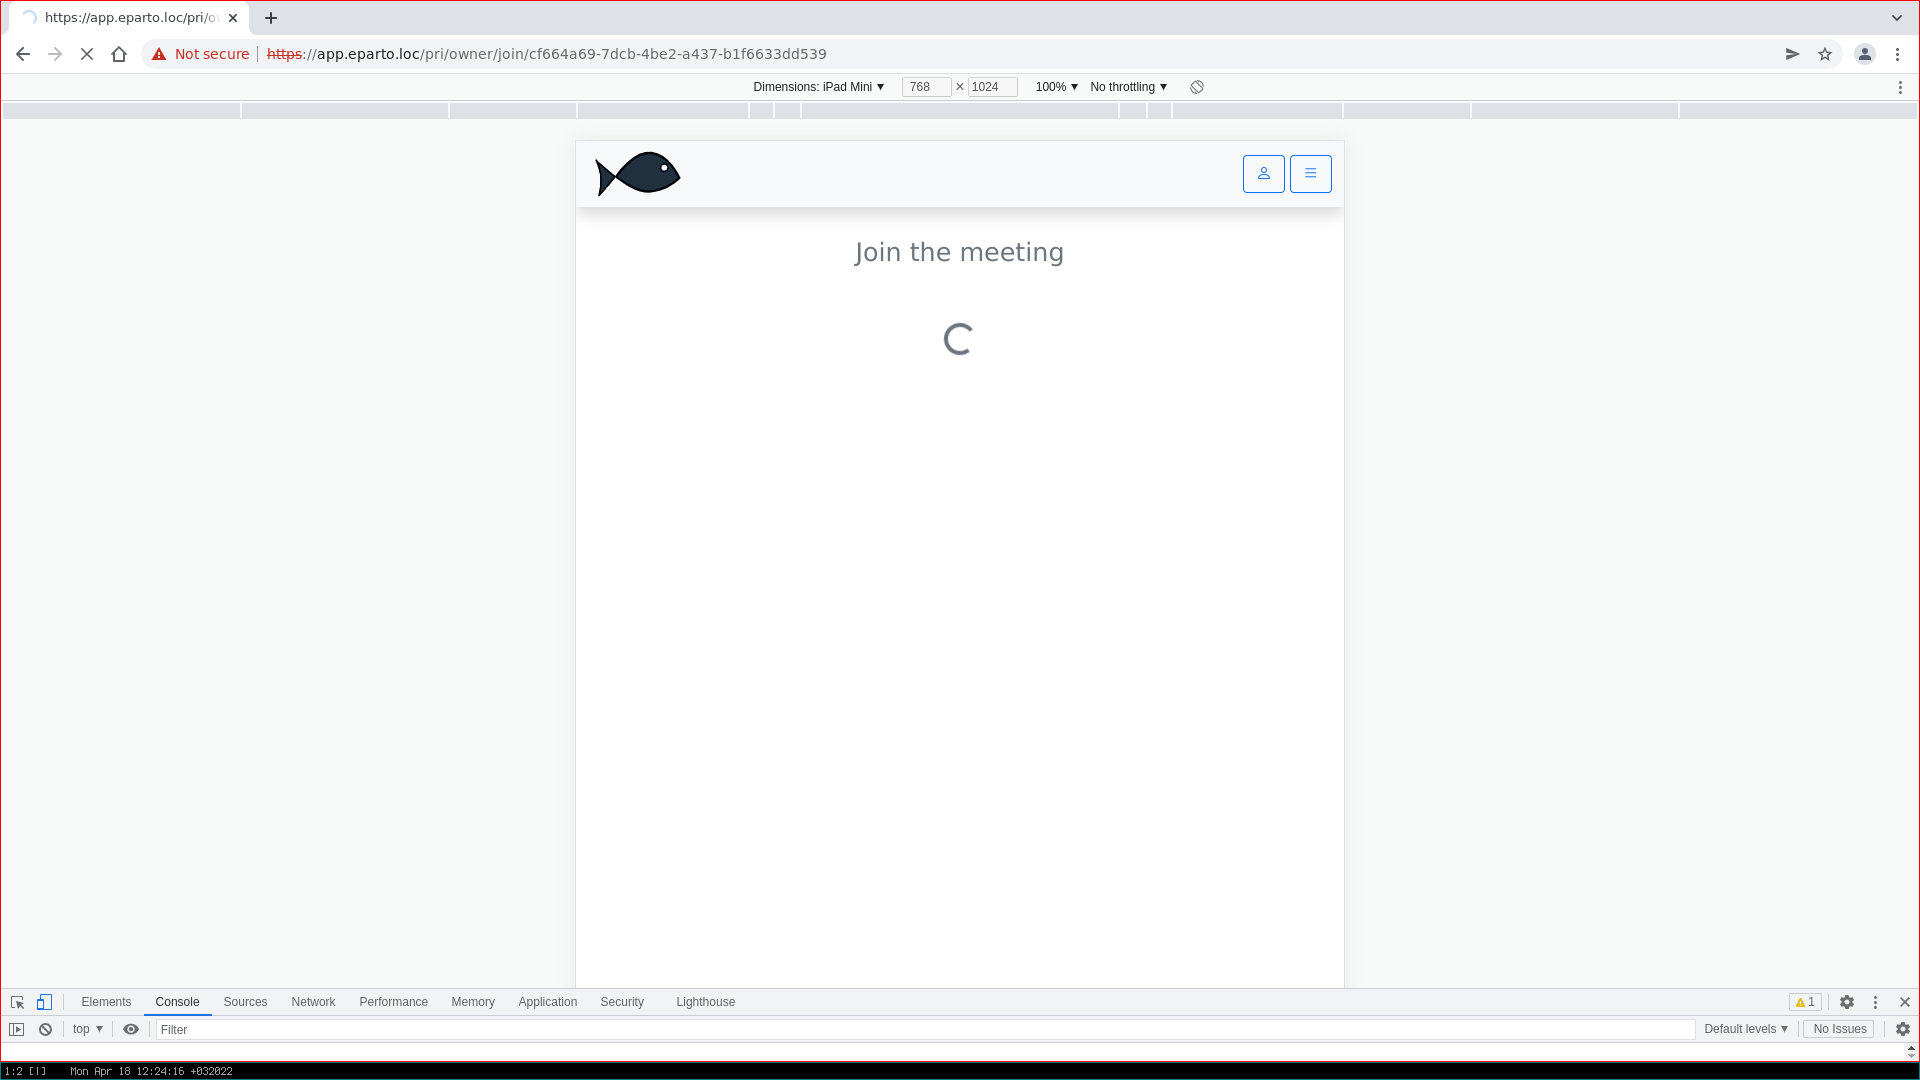 https://app.eparto.loc/pri/ov
Not secure | https://app.eparto.loc/pri/owner/join/cf664a69-7dcb-4be2-a437-b1f6633dd539
Dimensions: iPad Mini 768 × 1024 100% No throttling
Join the meeting
Elements Console Sources Network Performance Memory Application Security Lighthouse 1
top Filter Default levels No Issues
1:2 [|] Mon Apr 18 12:24:16 +032022